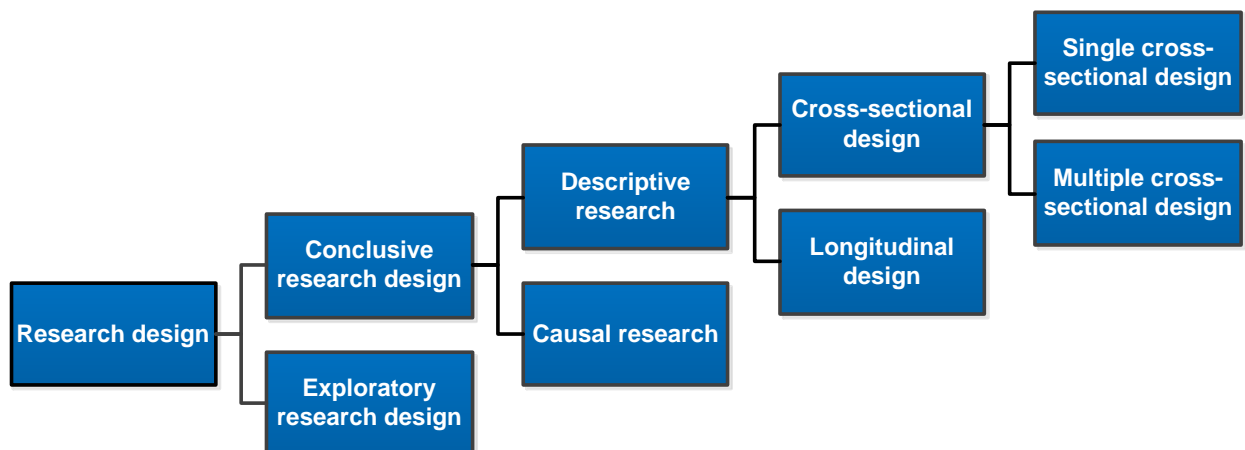 Research design
Conclusive
research design
Exploratory
research design
Descriptive
research
Causal research
Cross-sectional
design
Longitudinal
design
Single cross-
sectional design
Multiple cross-
sectional design